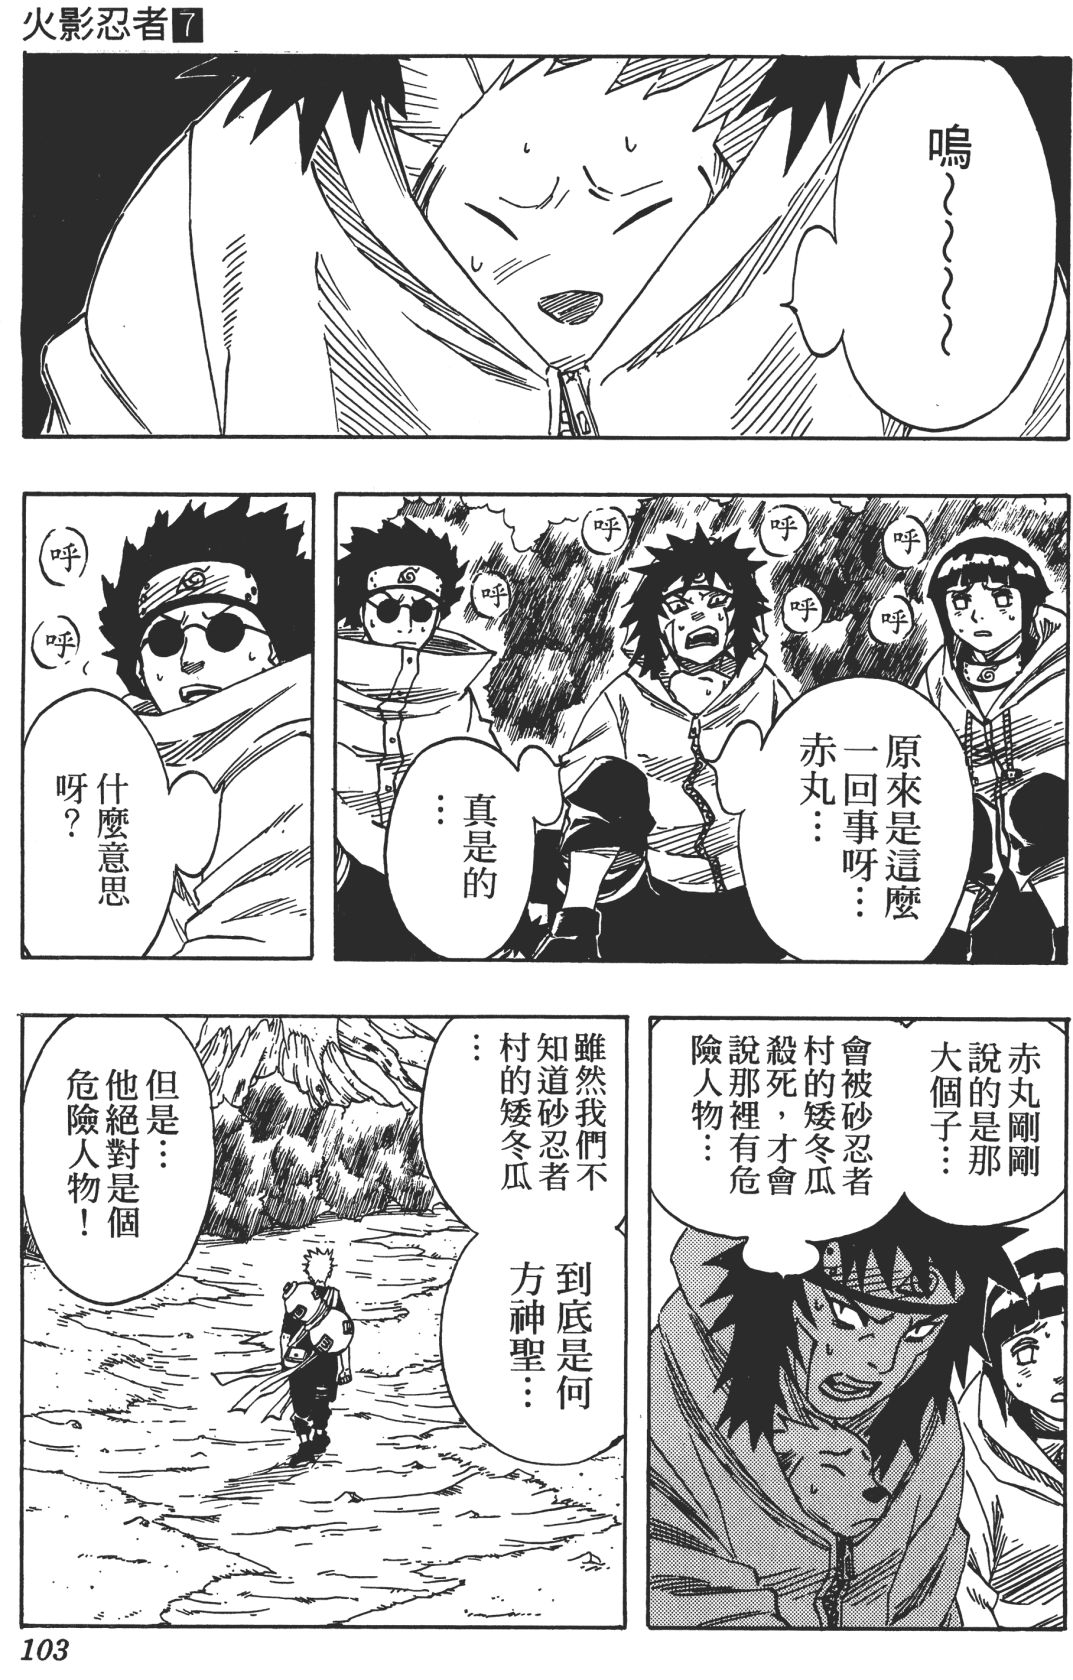 火影忍者7
嗚～～～～
呼
呼
呼
呼
呼
呼
原來是這麼
一回事呀…
赤丸…
真是的
…
呼
呼
什麼意思
呀？
赤丸剛剛
說的是那
大個子…
會被砂忍者
村的矮冬瓜
殺死，才會
說那裡有危
險人物…
雖然我們不
知道砂忍者
村的矮冬瓜
…
到底是何
方神聖…
但是…
他絕對是個
危險人物！
103